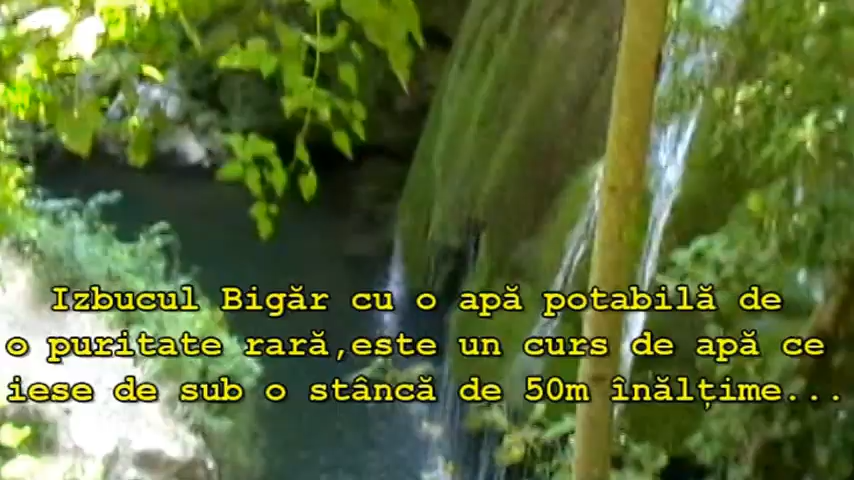 Izbucul Bigăr cu o apă potabilă de
o puritate rară,este un curs de apă ce
iese de sub o stâncă de 50m înălțime...